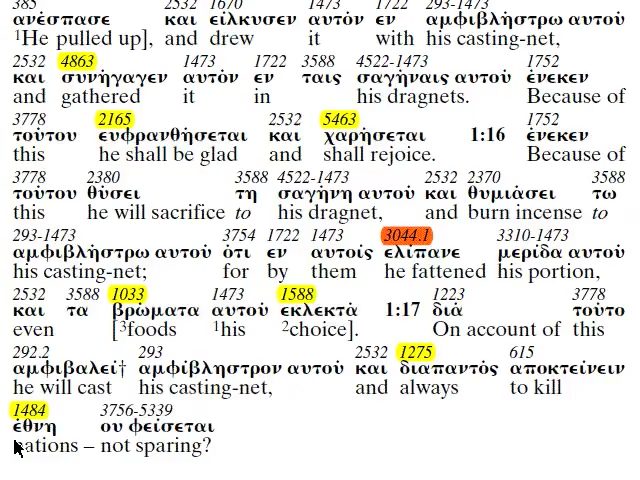 385 2532 1670 1473 1722 293-1473
ανέσπασε και είλκυσεν αυτόν εν αμφιβλήστρω αυτού
¹He pulled up], and drew it with his casting-net,
2532 4863 1473 1722 3588 4522-1473 1752
και συνήγαγεν αυτόν εν ταις σαγήναις αυτού ένεκεν
and gathered it in his dragnets. Because of
3778 2165 2532 5463 1752
τούτου ευφρανθήσεται και χαρήσεται 1:16 ένεκεν
this he shall be glad and shall rejoice. Because of
3778 2380 3588 4522-1473 2532 2370 3588
τούτου θύσει τη σαγήνη αυτού και θυμιάσει τω
this he will sacrifice to his dragnet, and burn incense to
293-1473 3754 1722 1473 3044.1 3310-1473
αμφιβλήστρω αυτού ότι εν αυτοίς ελίπανε μερίδα αυτού
his casting-net; for by them he fattened his portion,
2532 3588 1033 1473 1588 1223 3778
και τα βρώματα αυτού εκλεκτά 1:17 διά τούτο
even [³foods ¹his ²choice]. On account of this
292.2 293 2532 1275 615
αμφιβαλεί† αμφίβληστρον αυτού και διαπαντός αποκτείνειν
he will cast his casting-net, and always to kill
1484 3756-5339
έθνη ου φείσεται
nations – not sparing?